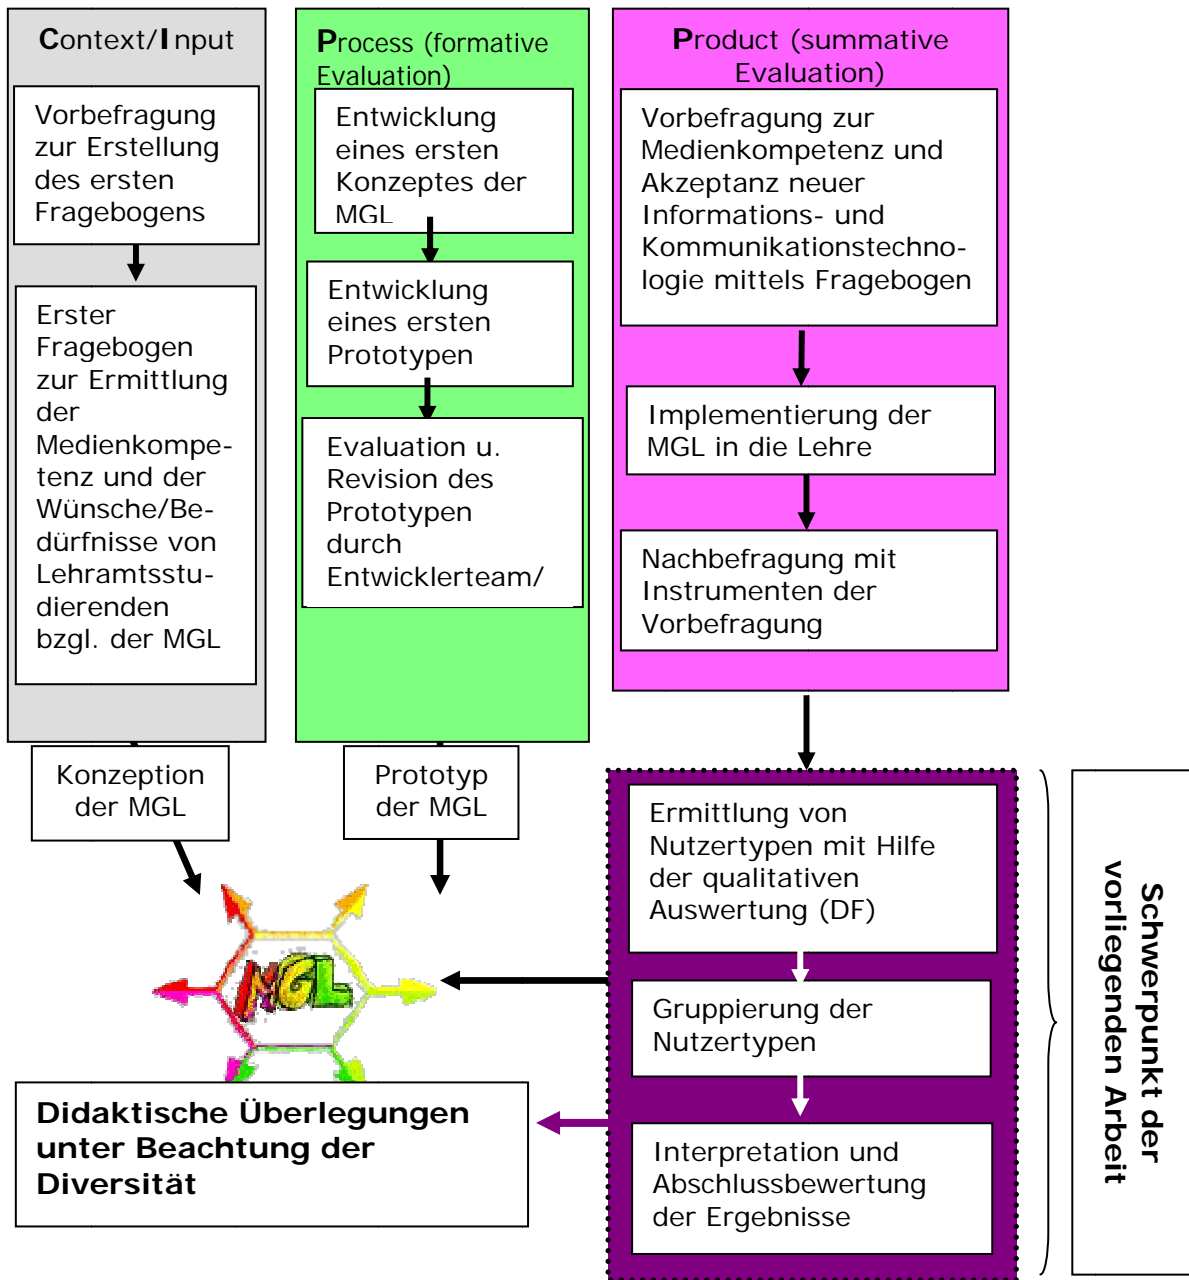 Context/Input
Vorbefragung
zur Erstellung
des ersten
Fragebogens
Erster
Fragebogen
zur Ermittlung
der
Medienkompe-
tenz und der
Wünsche/Be-
dürfnisse von
Lehramtsstu-
dierenden
bzgl. der MGL
Process (formative
Evaluation)
Entwicklung
eines ersten
Konzeptes der
MGL
Entwicklung
eines ersten
Prototypen
Evaluation u.
Revision des
Prototypen
durch
Entwicklerteam/
Product (summative
Evaluation)
Vorbefragung zur
Medienkompetenz und
Akzeptanz neuer
Informations- und
Kommunikationstechno-
logie mittels Fragebogen
Implementierung der
MGL in die Lehre
Nachbefragung mit
Instrumenten der
Vorbefragung
Konzeption
der MGL
Prototyp
der MGL
MGL
Ermittlung von
Nutzertypen mit Hilfe
der qualitativen
Auswertung (DF)
Gruppierung der
Nutzertypen
Interpretation und
Abschlussbewertung
der Ergebnisse
Didaktische Überlegungen
unter Beachtung der
Diversität
Schwerpunkt der
vorliegenden Arbeit